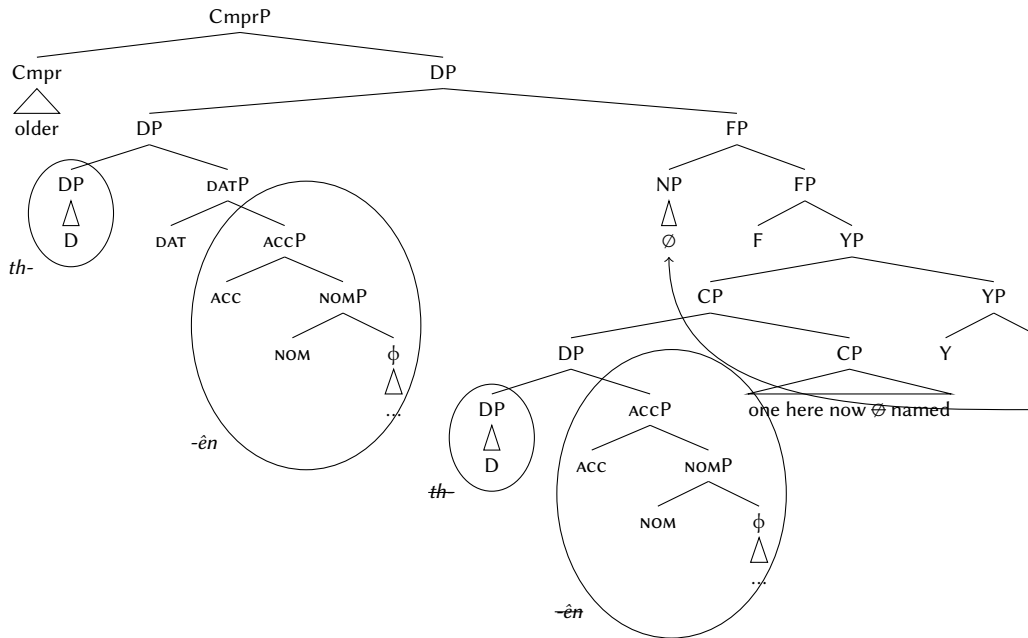 CmprP
Cmpr DP
older DP FP
DP DATP NP FP
D DAT ACCP ∅ F YP
th-
ACC NOMP CP YP
NOM ϕ DP CP Y
... DP ACCP one here now ∅ named
-ên D ACC NOMP
th-
NOM ϕ
...
-ên